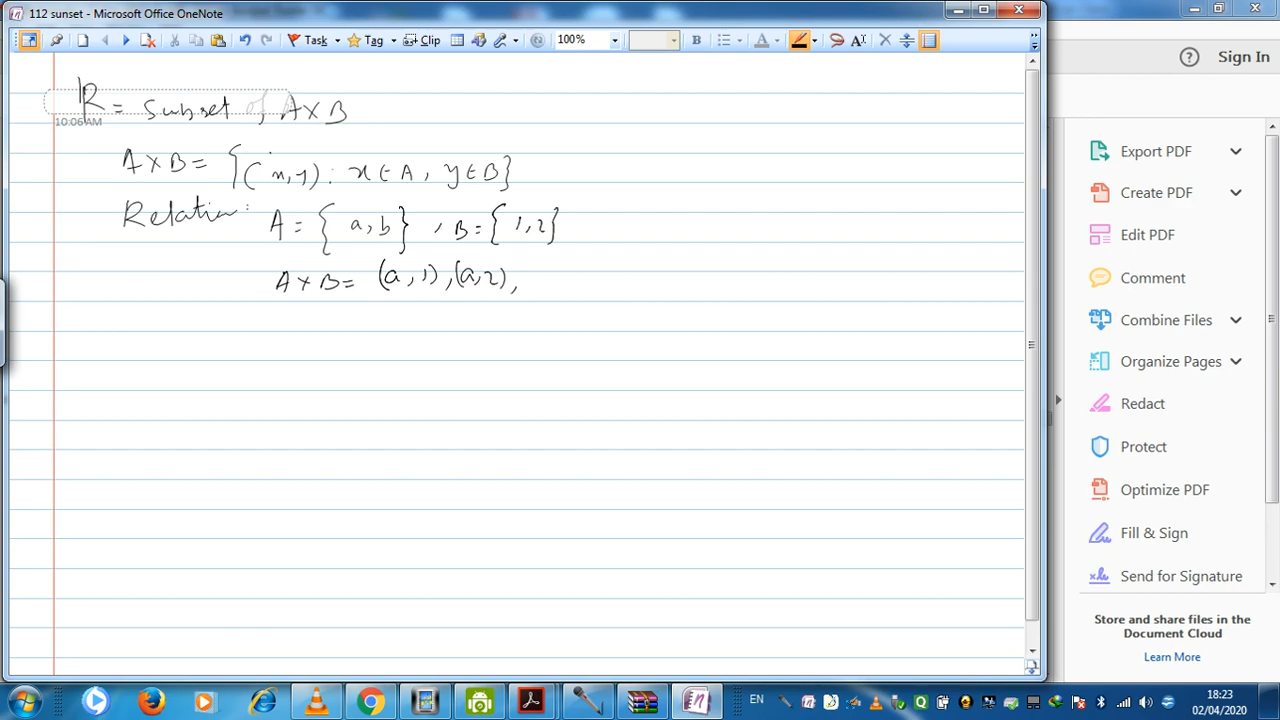 112 sunset - Microsoft Office OneNote
Task Tag Clip 100% B A A
Sign In
R = Subset of A×B
10:06 AM
A×B = {(x,y): x∈A, y∈B}
Relation: A = {a,b}, B = {1,2}
A×B = (a,1),(a,2),
Export PDF
Create PDF
Edit PDF
Comment
Combine Files
Organize Pages
Redact
Protect
Optimize PDF
Fill & Sign
Send for Signature
Store and share files in the
Document Cloud
Learn More
EN 18:23
02/04/2020